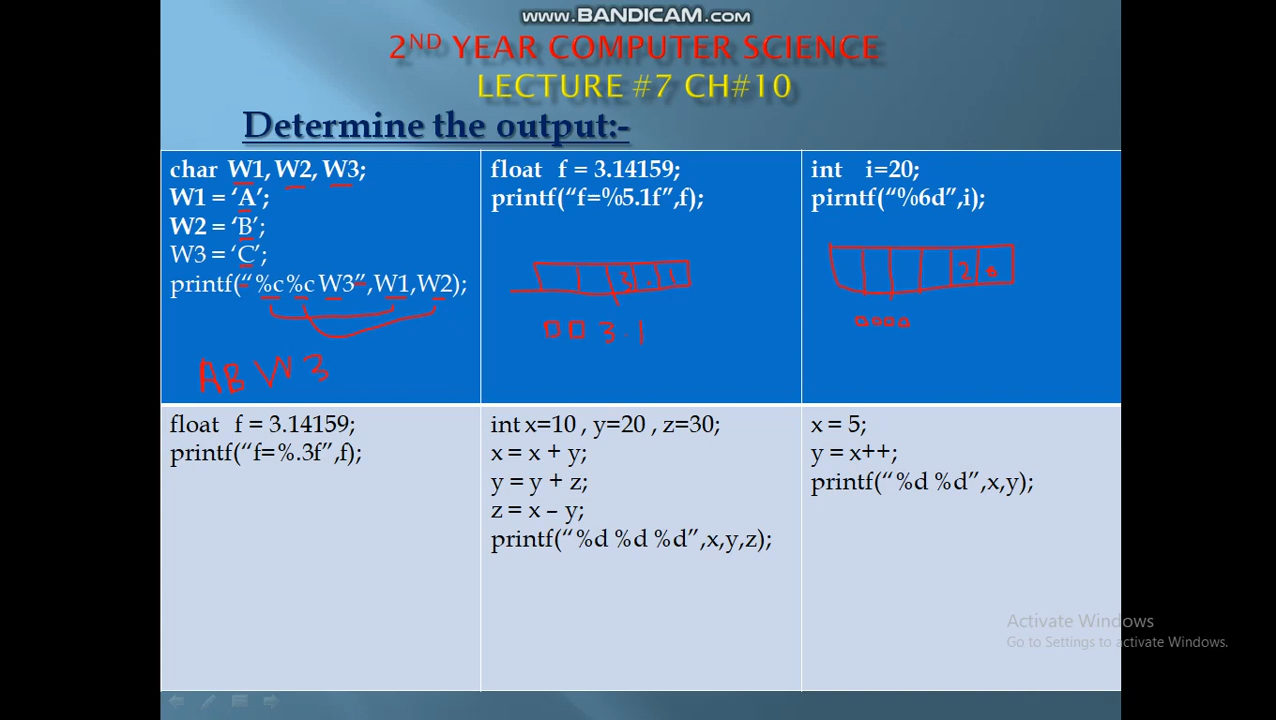 www.BANDICAM.com
2ND YEAR COMPUTER SCIENCE
LECTURE #7 CH#10
Determine the output:-
char W1, W2, W3;
W1 = ‘A’;
W2 = ‘B’;
W3 = ‘C’;
printf(“%c%c W3”,W1,W2);
ABW3
float f = 3.14159;
printf(“f=%5.1f”,f);
3.1
3.1
int i=20;
pirntf(“%6d”,i);
20
float f = 3.14159;
printf(“f=%.3f”,f);
int x=10 , y=20 , z=30;
x = x + y;
y = y + z;
z = x – y;
printf(“%d %d %d”,x,y,z);
x = 5;
y = x++;
printf(“%d %d”,x,y);
Activate Windows
Go to Settings to activate Windows.